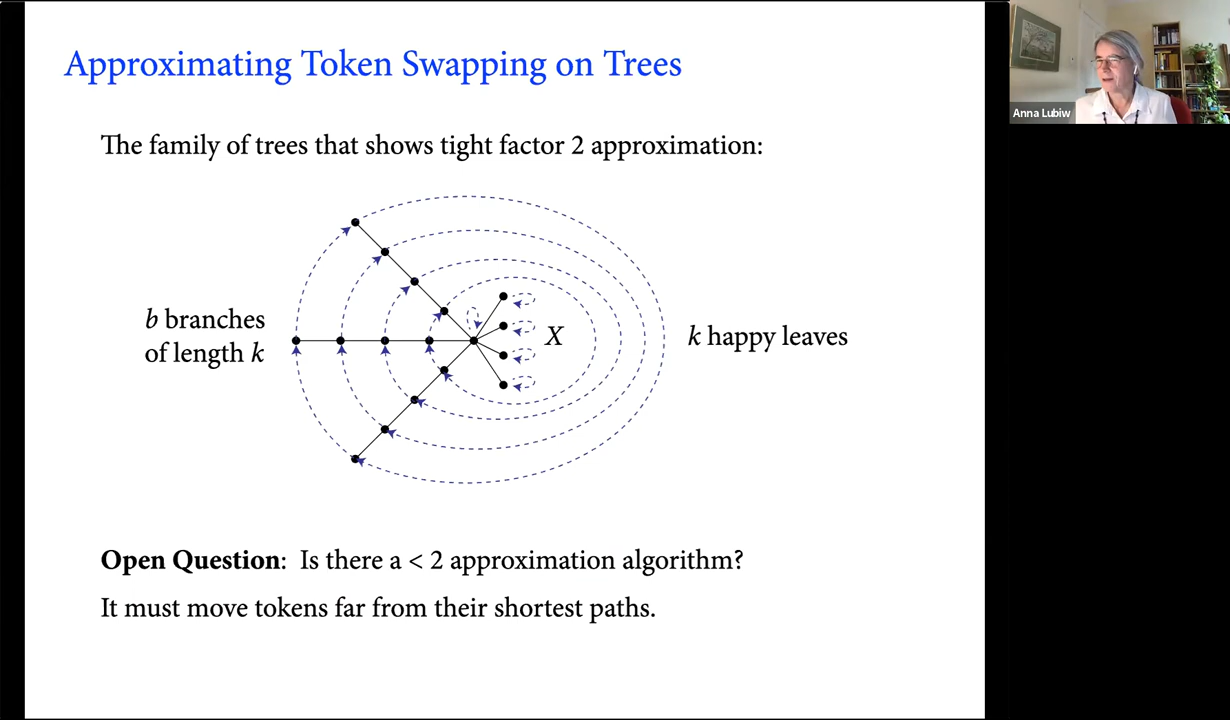 Approximating Token Swapping on Trees
Anna Lubiw
The family of trees that shows tight factor 2 approximation:
b branches
of length k
X
k happy leaves
Open Question: Is there a < 2 approximation algorithm?
It must move tokens far from their shortest paths.